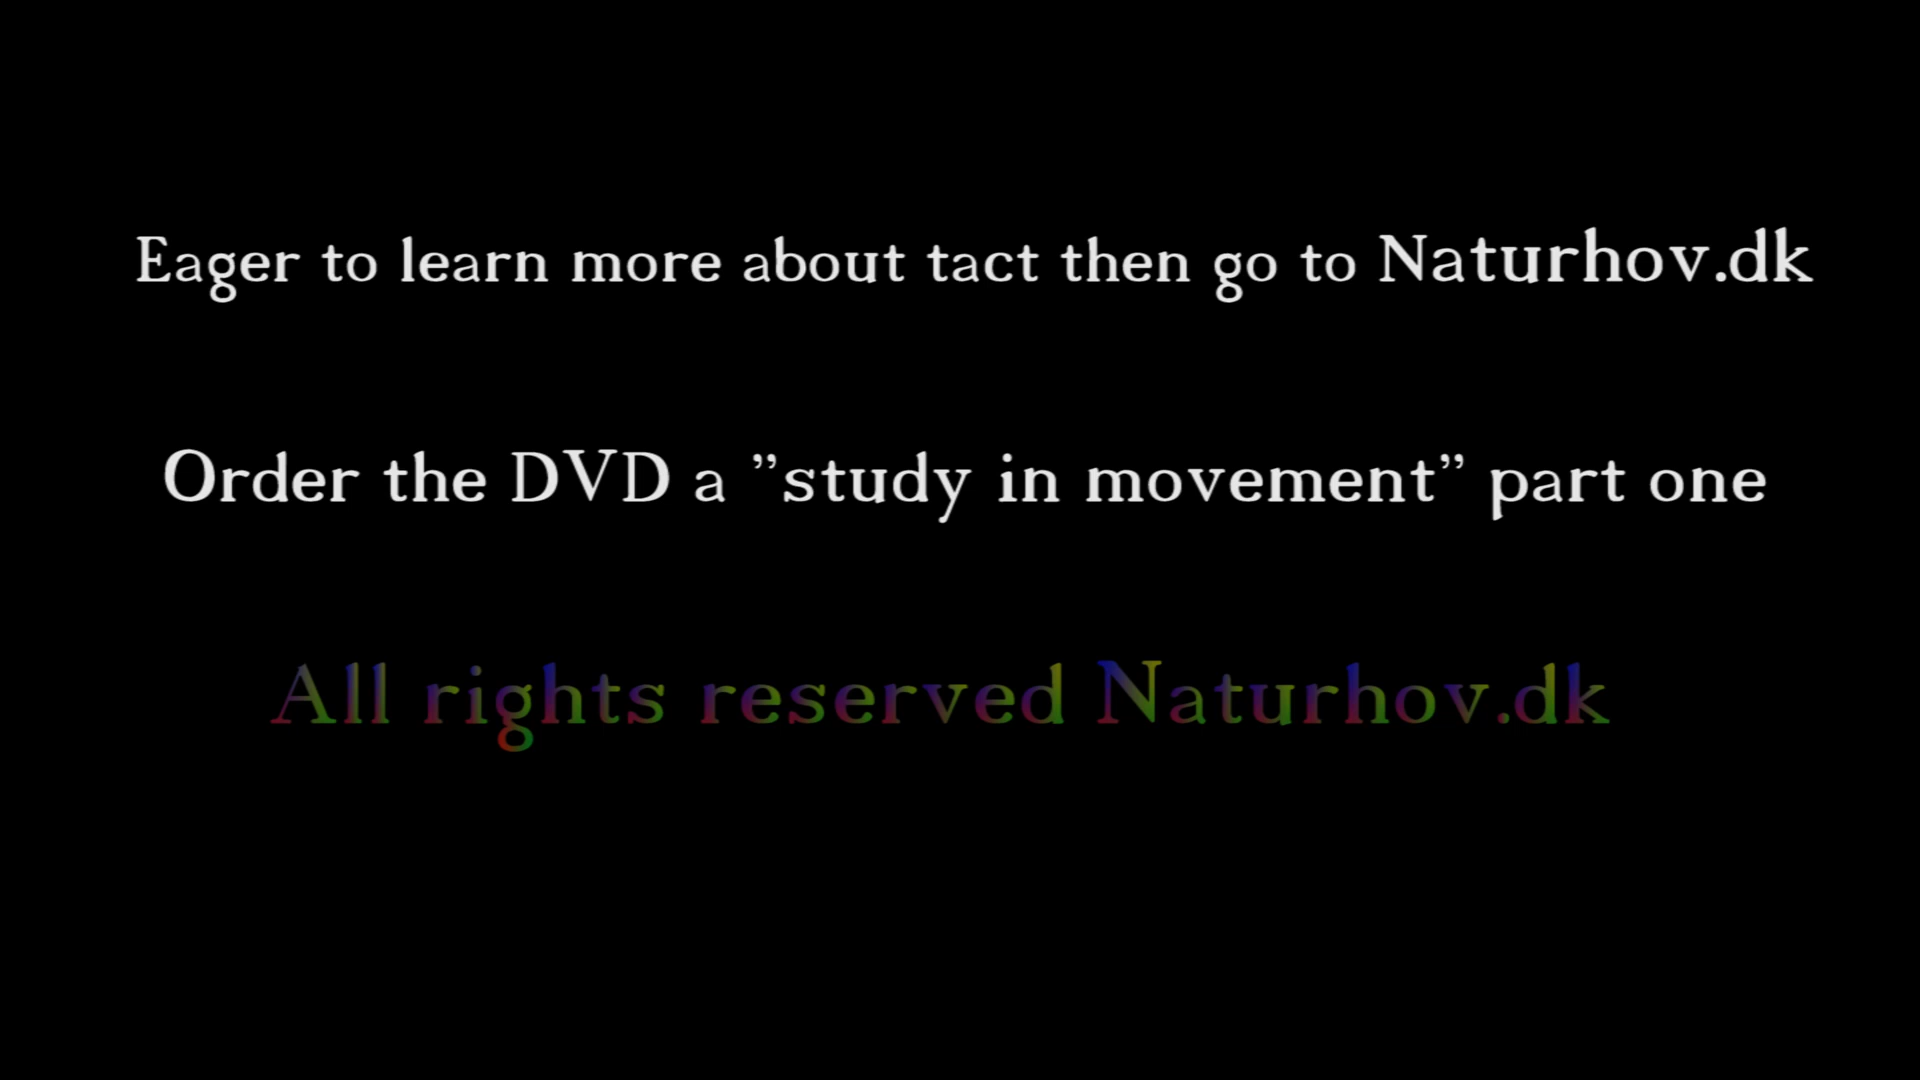 Eager to learn more about tact then go to Naturhov.dk
Order the DVD a ”study in movement” part one
All rights reserved Naturhov.dk